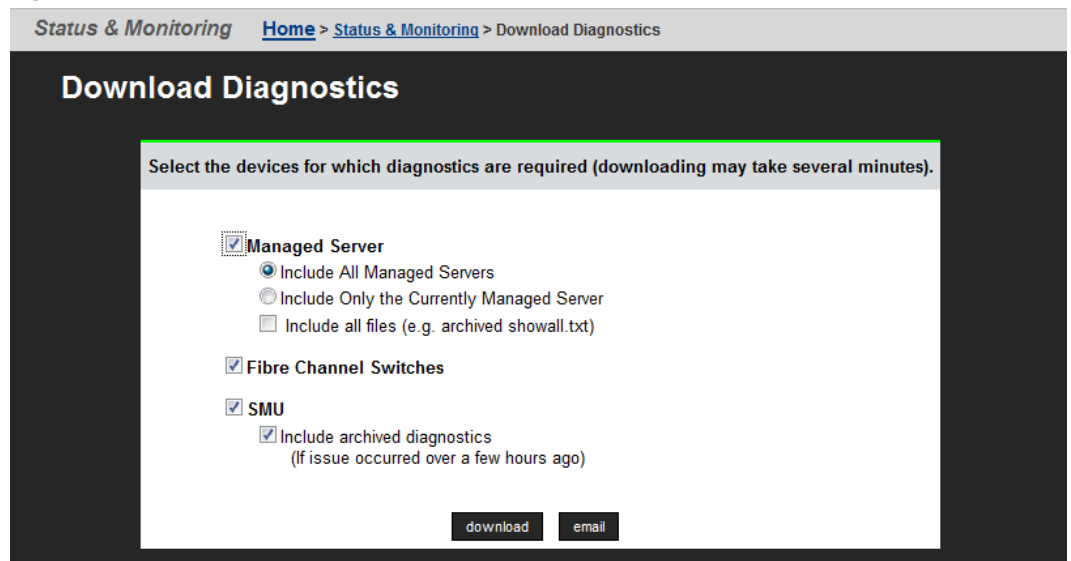 Status & Monitoring Home > Status & Monitoring > Download Diagnostics
Download Diagnostics
Select the devices for which diagnostics are required (downloading may take several minutes).
Managed Server
Include All Managed Servers
Include Only the Currently Managed Server
Include all files (e.g. archived showall.txt)
Fibre Channel Switches
SMU
Include archived diagnostics
(If issue occurred over a few hours ago)
download email